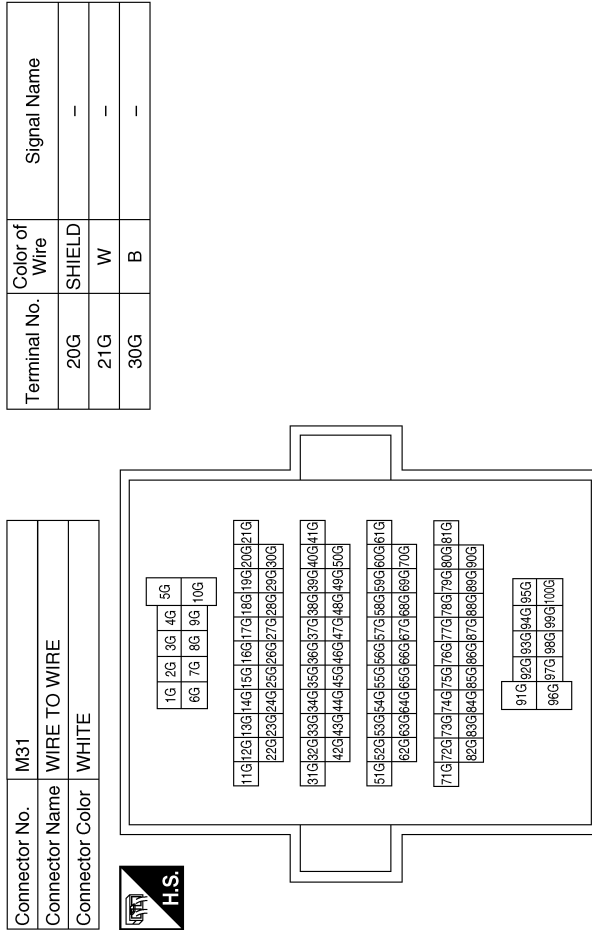 Connector No. M31
Connector Name WIRE TO WIRE
Connector Color WHITE
H.S.
1G 2G 3G 4G 5G
6G 7G 8G 9G 10G
11G 12G 13G 14G 15G 16G 17G 18G 19G 20G 21G
22G 23G 24G 25G 26G 27G 28G 29G 30G
31G 32G 33G 34G 35G 36G 37G 38G 39G 40G 41G
42G 43G 44G 45G 46G 47G 48G 49G 50G
51G 52G 53G 54G 55G 56G 57G 58G 59G 60G 61G
62G 63G 64G 65G 66G 67G 68G 69G 70G
71G 72G 73G 74G 75G 76G 77G 78G 79G 80G 81G
82G 83G 84G 85G 86G 87G 88G 89G 90G
91G 92G 93G 94G 95G
96G 97G 98G 99G 100G
Terminal No. Color of Wire Signal Name
20G SHIELD –
21G W –
30G B –